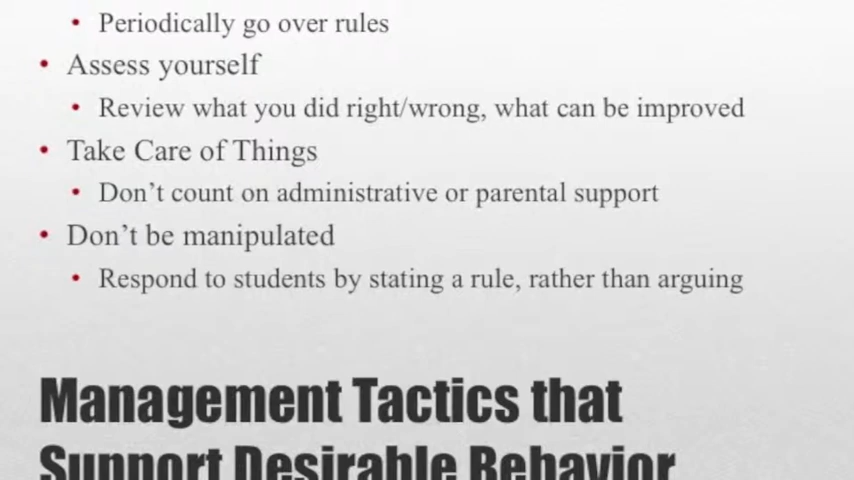 • Periodically go over rules
• Assess yourself
• Review what you did right/wrong, what can be improved
• Take Care of Things
• Don’t count on administrative or parental support
• Don’t be manipulated
• Respond to students by stating a rule, rather than arguing
Management Tactics that
Support Desirable Behavior